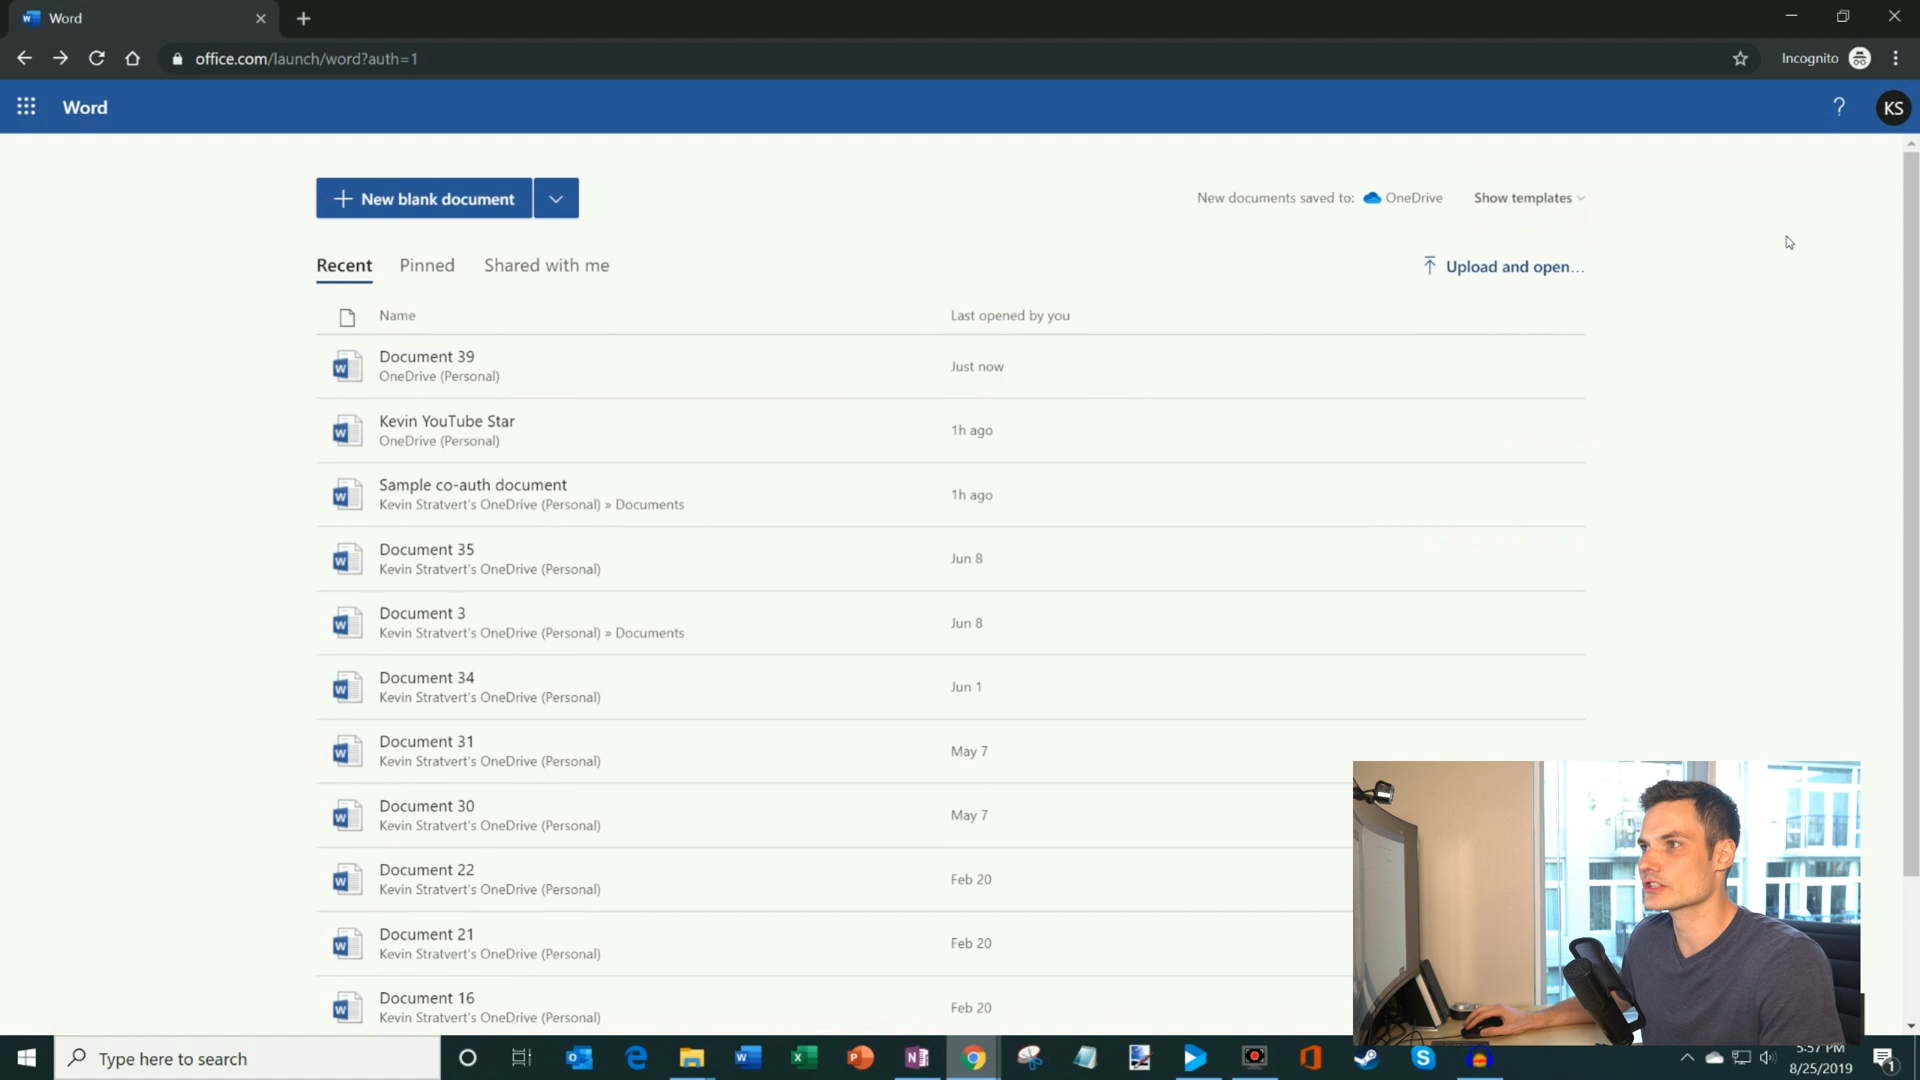 Word
office.com/launch/word?auth=1
Incognito
Word
?
KS
New blank document
New documents saved to: OneDrive
Show templates
Recent
Pinned
Shared with me
Upload and open...
Name
Last opened by you
Document 39
OneDrive (Personal)
Just now
Kevin YouTube Star
OneDrive (Personal)
1h ago
Sample co-auth document
Kevin Stratvert's OneDrive (Personal) » Documents
1h ago
Document 35
Kevin Stratvert's OneDrive (Personal)
Jun 8
Document 3
Kevin Stratvert's OneDrive (Personal) » Documents
Jun 8
Document 34
Kevin Stratvert's OneDrive (Personal)
Jun 1
Document 31
Kevin Stratvert's OneDrive (Personal)
May 7
Document 30
Kevin Stratvert's OneDrive (Personal)
May 7
Document 22
Kevin Stratvert's OneDrive (Personal)
Feb 20
Document 21
Kevin Stratvert's OneDrive (Personal)
Feb 20
Document 16
Kevin Stratvert's OneDrive (Personal)
Feb 20
Type here to search
5:57 PM
8/25/2019
1